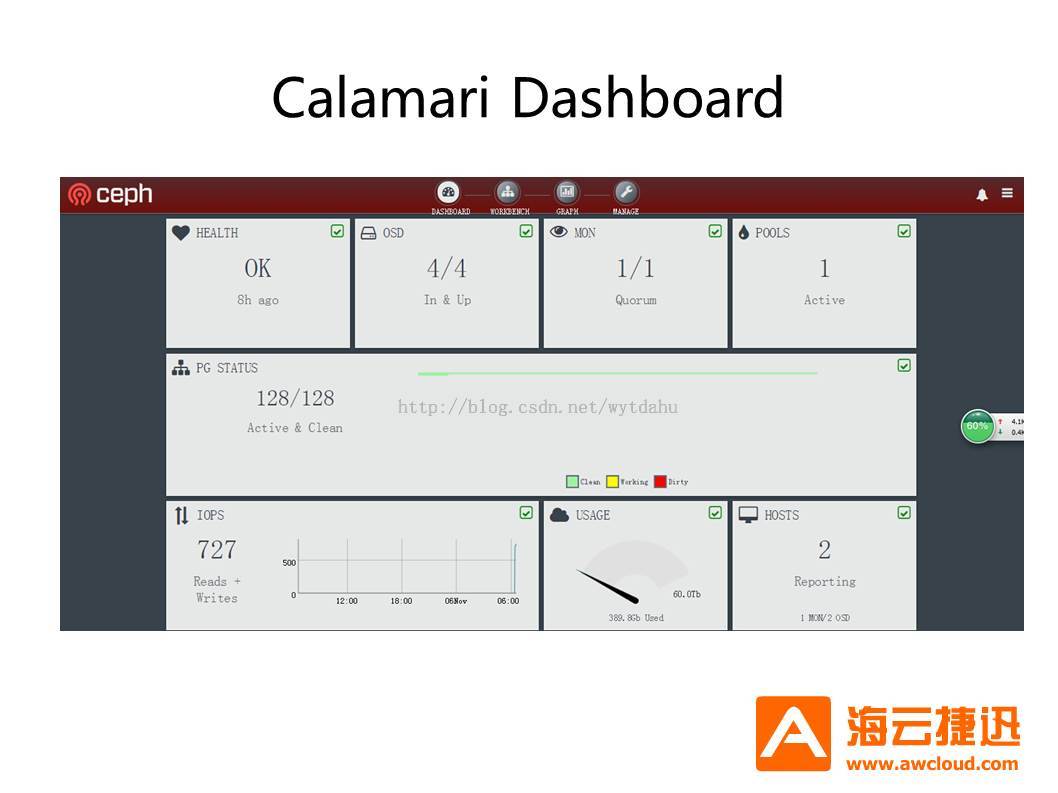 Calamari Dashboard
ceph
DASHBOARD WORKBENCH GRAPH MANAGE
HEALTH
OK
8h ago
OSD
4/4
In & Up
MON
1/1
Quorum
POOLS
1
Active
PG STATUS
128/128
Active & Clean
http://blog.csdn.net/wytdahu
Clean Working Dirty
60%
4.1K
0.4K
IOPS
727
Reads +
Writes
500
0
12:00 18:00 06Nov 06:00
USAGE
60.0Tb
389.8Gb Used
HOSTS
2
Reporting
1 MON/2 OSD
海云捷迅
www.awcloud.com